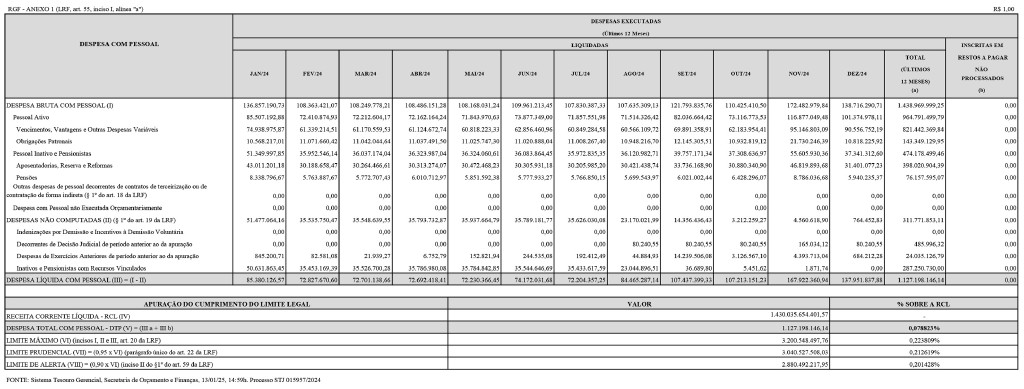 RGF - ANEXO 1 (LRF, art. 55, inciso I, alínea "a") R$ 1,00
DESPESA COM PESSOAL
DESPESAS EXECUTADAS
(Últimos 12 Meses)
LIQUIDADAS
INSCRITAS EM RESTOS A PAGAR NÃO PROCESSADOS (b)
JAN/24 FEV/24 MAR/24 ABR/24 MAI/24 JUN/24 JUL/24 AGO/24 SET/24 OUT/24 NOV/24 DEZ/24 TOTAL (ÚLTIMOS 12 MESES) (a)
DESPESA BRUTA COM PESSOAL (I) 136.857.190,73 108.363.421,07 108.249.778,21 108.486.151,28 108.168.031,24 109.961.213,45 107.830.387,33 107.635.309,13 121.793.835,76 110.425.410,50 172.482.979,84 138.716.290,71 1.438.969.999,25 0,00
Pessoal Ativo 85.507.192,88 72.410.874,93 72.212.604,17 72.162.164,24 71.843.970,63 73.877.349,00 71.857.551,98 71.514.326,42 82.036.664,42 73.116.773,53 116.877.049,48 101.374.978,11 964.791.499,79 0,00
Vencimentos, Vantagens e Outras Despesas Variáveis 74.938.975,87 61.339.214,51 61.170.559,53 61.124.672,74 60.818.223,33 62.856.460,96 60.849.284,58 60.566.109,72 69.891.358,91 62.183.954,41 95.146.803,09 90.556.752,19 821.442.369,84 0,00
Obrigações Patronais 10.568.217,01 11.071.660,42 11.042.044,64 11.037.491,50 11.025.747,30 11.020.888,04 11.008.267,40 10.948.216,70 12.145.305,51 10.932.819,12 21.730.246,39 10.818.225,92 143.349.129,95 0,00
Pessoal Inativo e Pensionistas 51.349.997,85 35.952.546,14 36.037.174,04 36.323.987,04 36.324.060,61 36.083.864,45 35.972.835,35 36.120.982,71 39.757.171,34 37.308.636,97 55.605.930,36 37.341.312,60 474.178.499,46 0,00
Aposentadorias, Reserva e Reformas 43.011.201,18 30.188.658,47 30.264.466,61 30.313.274,07 30.472.468,23 30.305.931,18 30.205.985,20 30.421.438,74 33.736.168,90 30.880.340,90 46.819.893,68 31.401.077,23 398.020.904,39 0,00
Pensões 8.338.796,67 5.763.887,67 5.772.707,43 6.010.712,97 5.851.592,38 5.777.933,27 5.766.850,15 5.699.543,97 6.021.002,44 6.428.296,07 8.786.036,68 5.940.235,37 76.157.595,07 0,00
Outras despesas de pessoal decorrentes de contratos de terceirização ou de
contratação de forma indireta (§ 1º do art. 18 da LRF) 0,00 0,00 0,00 0,00 0,00 0,00 0,00 0,00 0,00 0,00 0,00 0,00 0,00 0,00
Despesa com Pessoal não Executada Orçamentariamente 0,00 0,00 0,00 0,00 0,00 0,00 0,00 0,00 0,00 0,00 0,00 0,00 0,00 0,00
DESPESAS NÃO COMPUTADAS (II) (§ 1º do art. 19 da LRF) 51.477.064,16 35.535.750,47 35.548.639,55 35.793.732,87 35.937.664,79 35.789.181,77 35.626.030,08 23.170.021,99 14.356.436,43 3.212.259,27 4.560.618,90 764.452,83 311.771.853,11 0,00
Indenizações por Demissão e Incentivos à Demissão Voluntária 0,00 0,00 0,00 0,00 0,00 0,00 0,00 0,00 0,00 0,00 0,00 0,00 0,00 0,00
Decorrentes de Decisão Judicial de período anterior ao da apuração 0,00 0,00 0,00 0,00 0,00 0,00 0,00 80.240,55 80.240,55 80.240,55 165.034,12 80.240,55 485.996,32 0,00
Despesas de Exercícios Anteriores de período anterior ao da apuração 845.200,71 82.581,08 21.939,27 6.752,79 152.821,94 244.535,08 192.412,49 44.884,93 14.239.506,08 3.126.567,10 4.393.713,04 684.212,28 24.035.126,79 0,00
Inativos e Pensionistas com Recursos Vinculados 50.631.863,45 35.453.169,39 35.526.700,28 35.786.980,08 35.784.842,85 35.544.646,69 35.433.617,59 23.044.896,51 36.689,80 5.451,62 1.871,74 0,00 287.250.730,00 0,00
DESPESA LÍQUIDA COM PESSOAL (III) = (I - II) 85.380.126,57 72.827.670,60 72.701.138,66 72.692.418,41 72.230.366,45 74.172.031,68 72.204.357,25 84.465.287,14 107.437.399,33 107.213.151,23 167.922.360,94 137.951.837,88 1.127.198.146,14 0,00
APURAÇÃO DO CUMPRIMENTO DO LIMITE LEGAL VALOR % SOBRE A RCL
RECEITA CORRENTE LÍQUIDA - RCL (IV) 1.430.035.654.401,57 -
DESPESA TOTAL COM PESSOAL - DTP (V) = (III a + III b) 1.127.198.146,14 0,078823%
LIMITE MÁXIMO (VI) (incisos I, II e III, art. 20 da LRF) 3.200.548.497,76 0,223809%
LIMITE PRUDENCIAL (VII) = (0,95 x VI) (parágrafo único do art. 22 da LRF) 3.040.527.508,03 0,212619%
LIMITE DE ALERTA (VIII) = (0,90 x VI) (inciso II do §1º do art. 59 da LRF) 2.880.492.217,95 0,201428%
FONTE: Sistema Tesouro Gerencial, Secretaria de Orçamento e Finanças, 13/01/25, 14:59h. Processo STJ 015957/2024